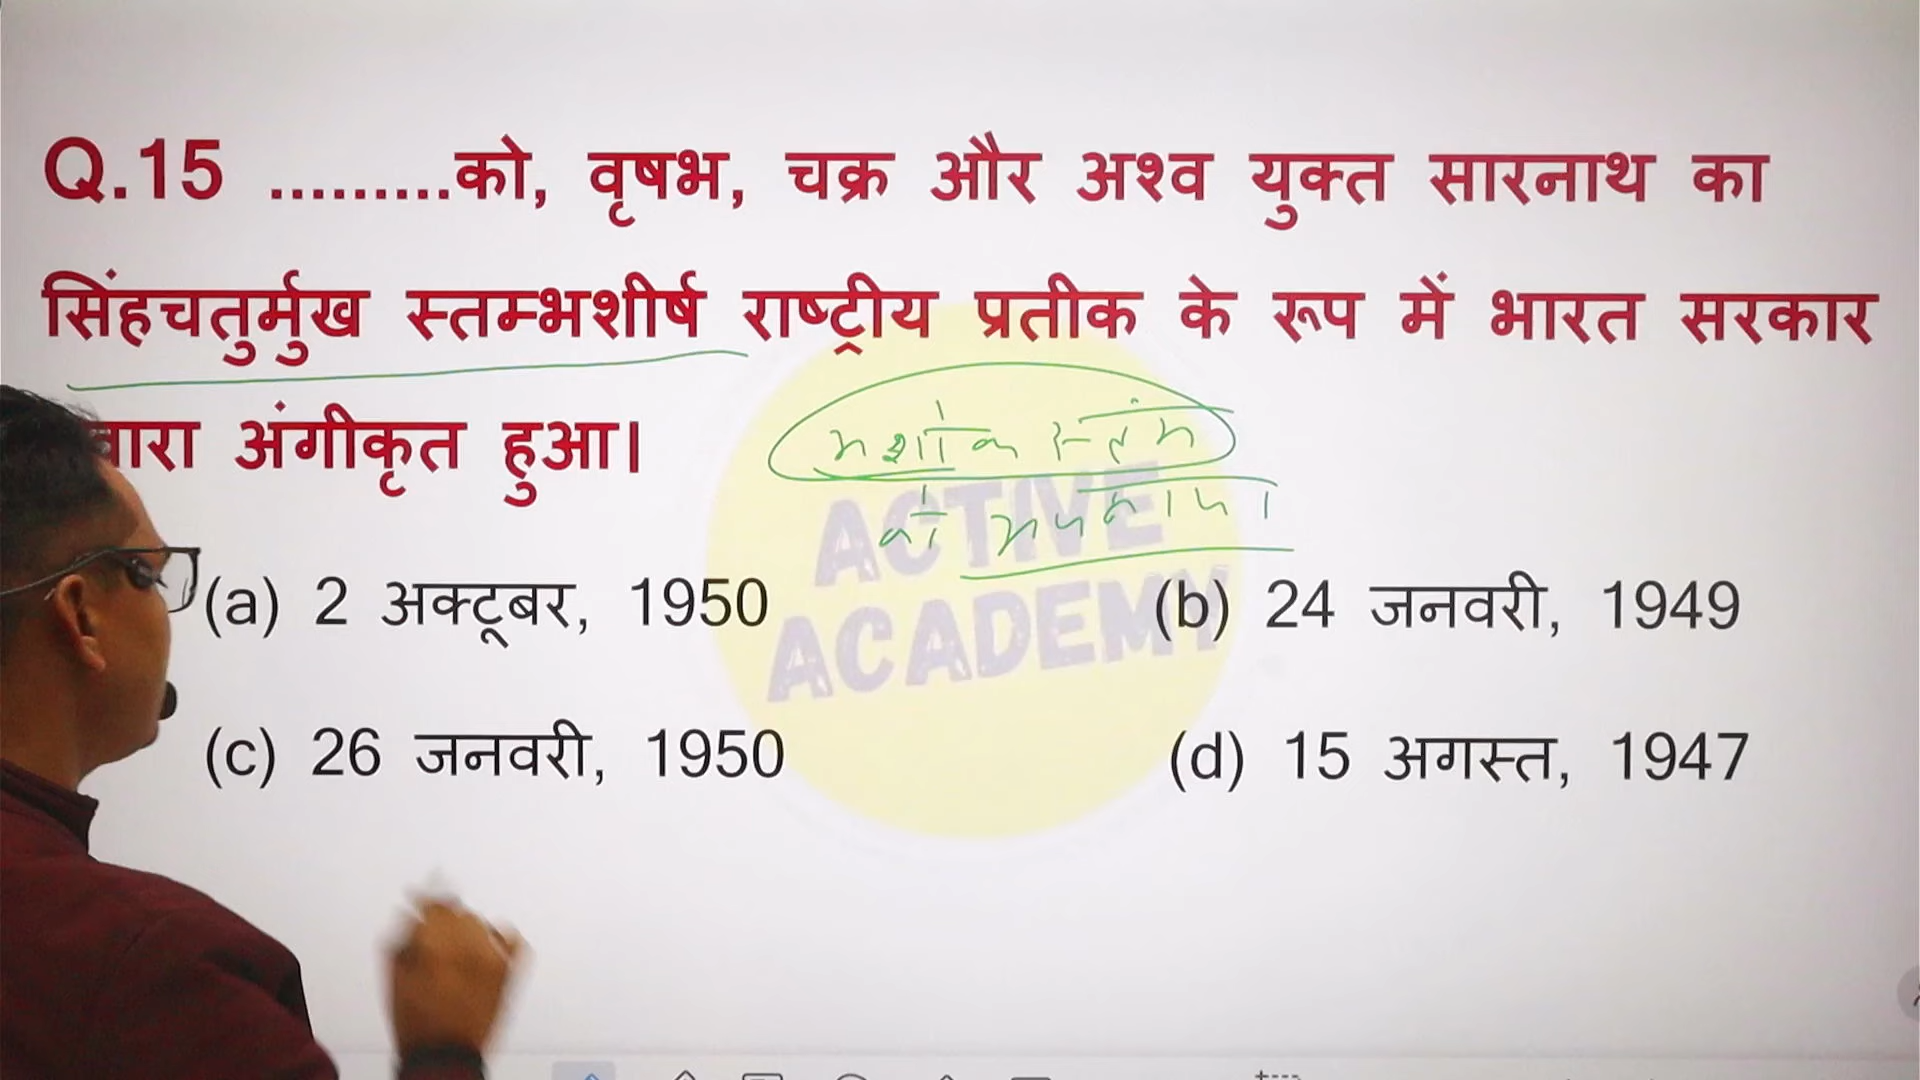 Q.15 .........को, वृषभ, चक्र और अश्व युक्त सारनाथ का
सिंहचतुर्मुख स्तम्भशीर्ष राष्ट्रीय प्रतीक के रूप में भारत सरकार
वारा अंगीकृत हुआ।
अशोक स्तंभ
को अपनाया
ACTIVE
ACADEMY
(a) 2 अक्टूबर, 1950
(b) 24 जनवरी, 1949
(c) 26 जनवरी, 1950
(d) 15 अगस्त, 1947